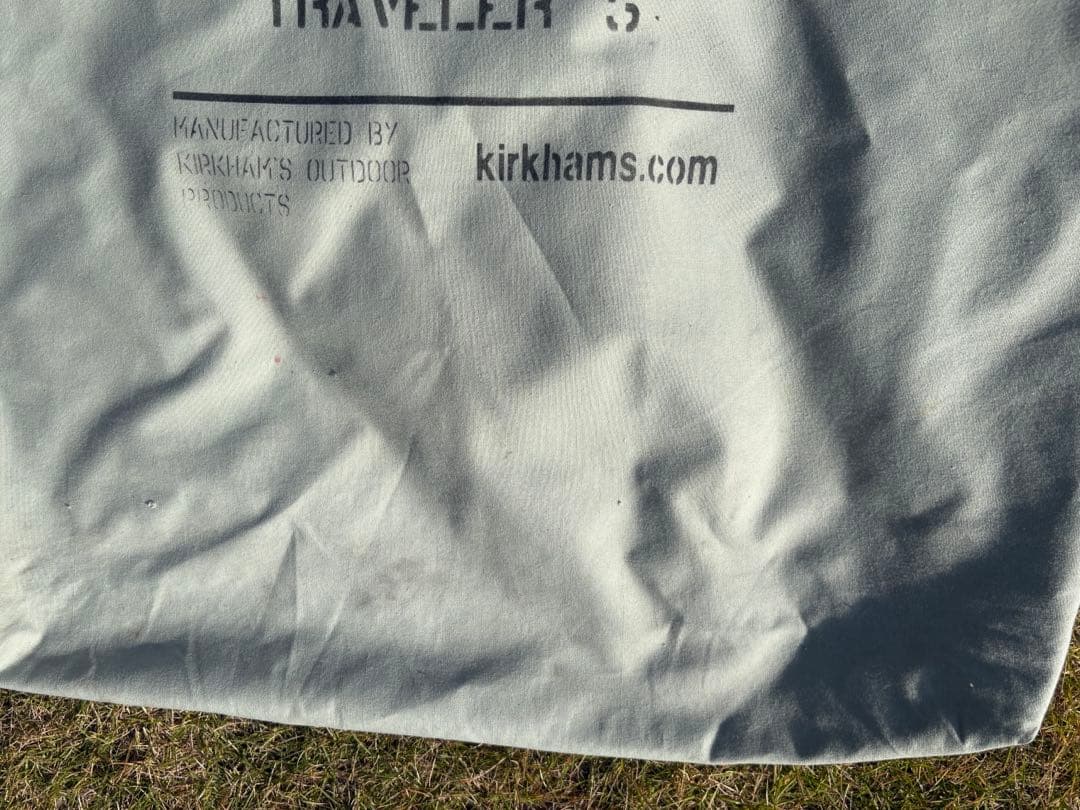 TRAVELER 3
MANUFACTURED BY
KIRKHAM'S OUTDOOR
PRODUCTS
kirkhams.com